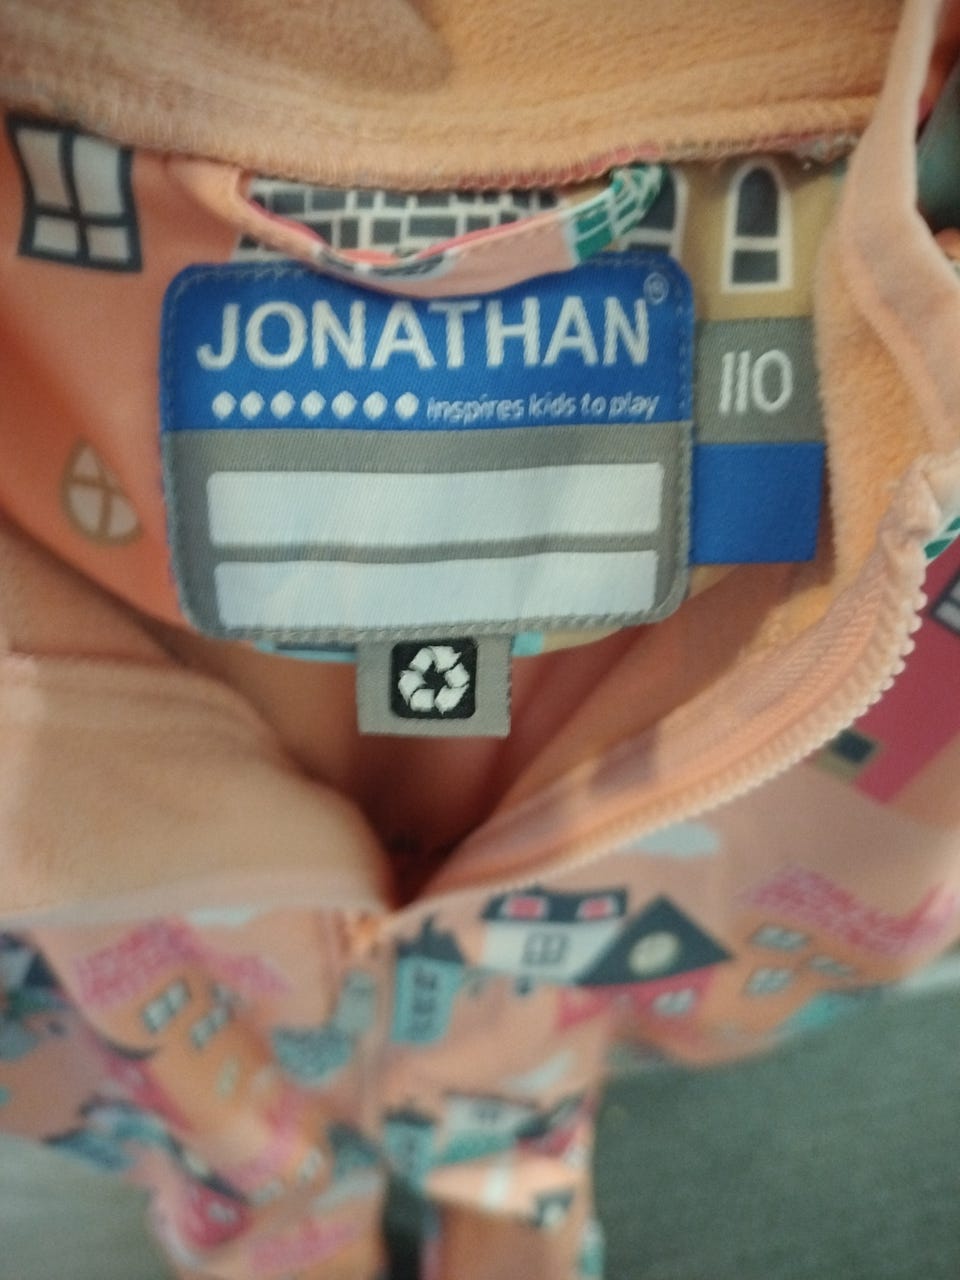 JONATHAN®
inspires kids to play
110